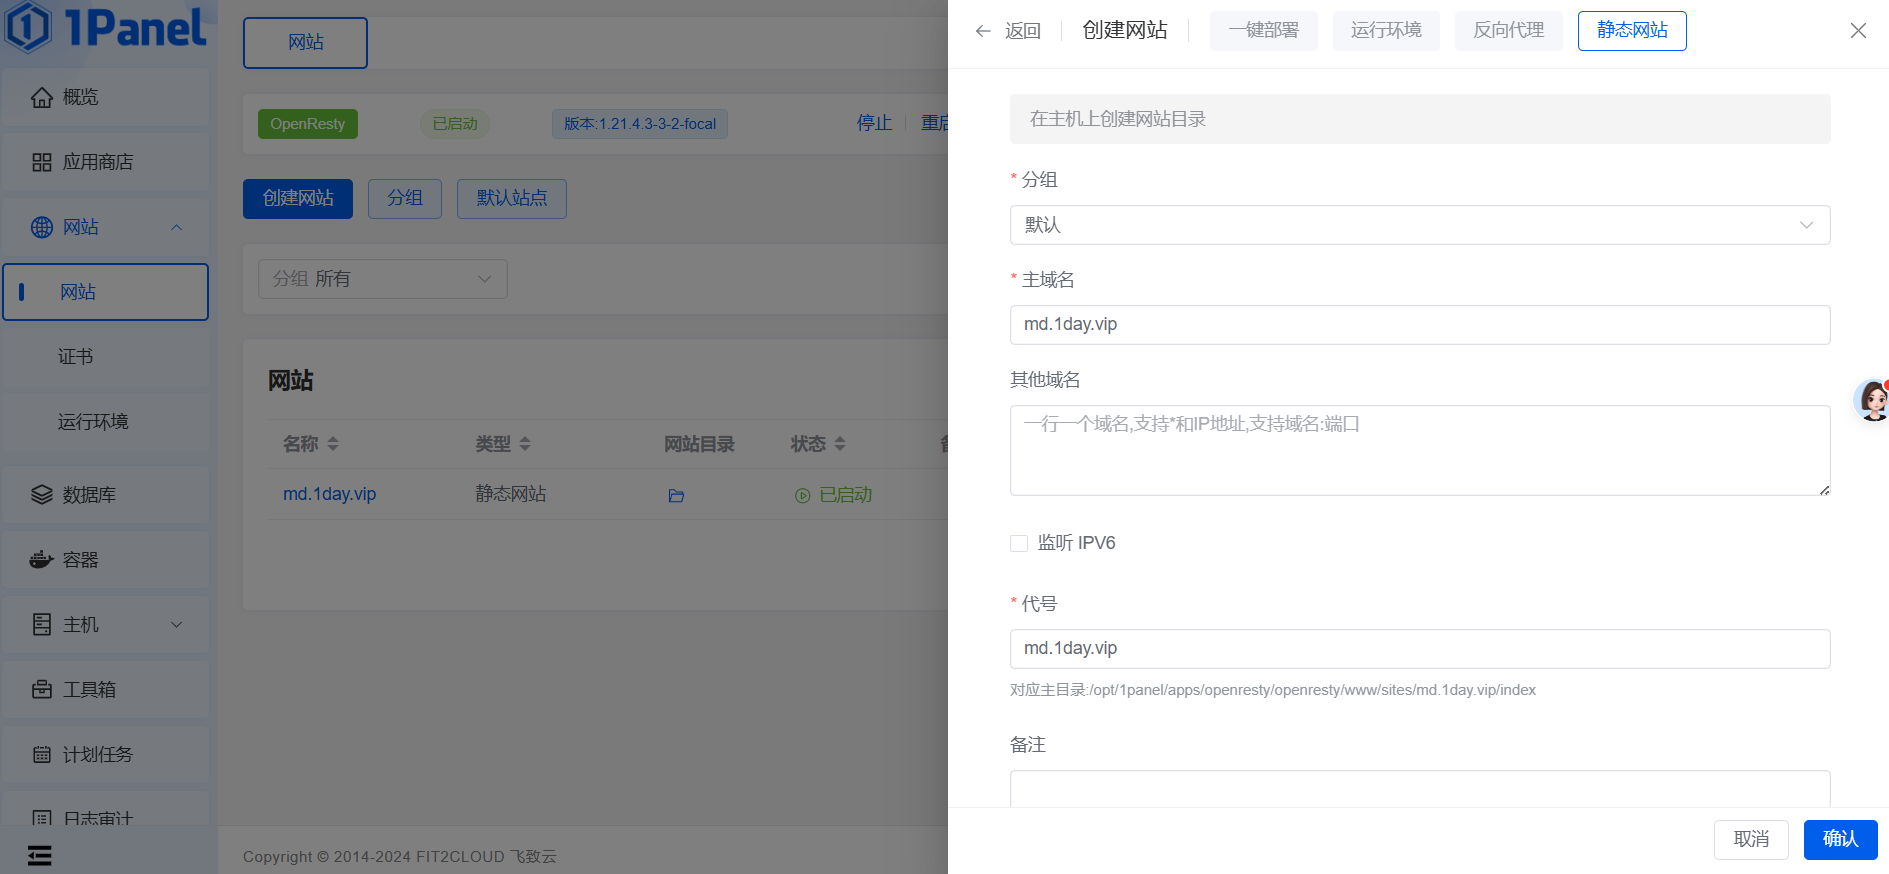 1Panel
概览
应用商店
网站
网站
证书
运行环境
数据库
容器
主机
工具箱
计划任务
日志审计
网站
OpenResty
已启动
版本:1.21.4.3-3-2-focal
停止
重启
创建网站
分组
默认站点
分组 所有
网站
名称
类型
网站目录
状态
md.1day.vip
静态网站
已启动
Copyright © 2014-2024 FIT2CLOUD 飞致云
返回
创建网站
一键部署
运行环境
反向代理
静态网站
在主机上创建网站目录
* 分组
默认
* 主域名
md.1day.vip
其他域名
一行一个域名,支持*和IP地址,支持域名:端口
监听 IPV6
* 代号
md.1day.vip
对应主目录:/opt/1panel/apps/openresty/openresty/www/sites/md.1day.vip/index
备注
取消
确认